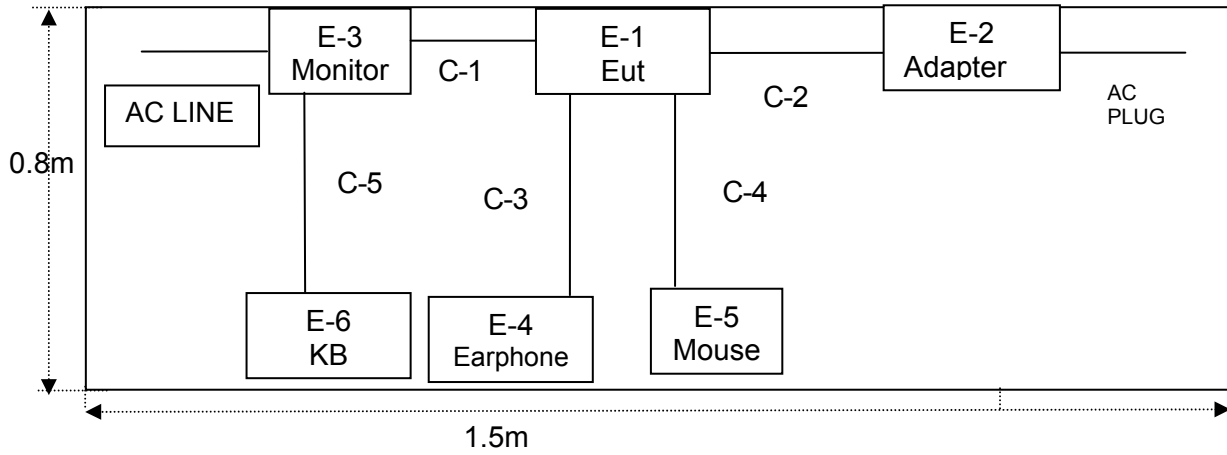 E-3
Monitor
C-1
E-1
Eut
C-2
E-2
Adapter
AC
PLUG
AC LINE
0.8m
C-5
C-3
C-4
E-6
KB
E-4
Earphone
E-5
Mouse
1.5m